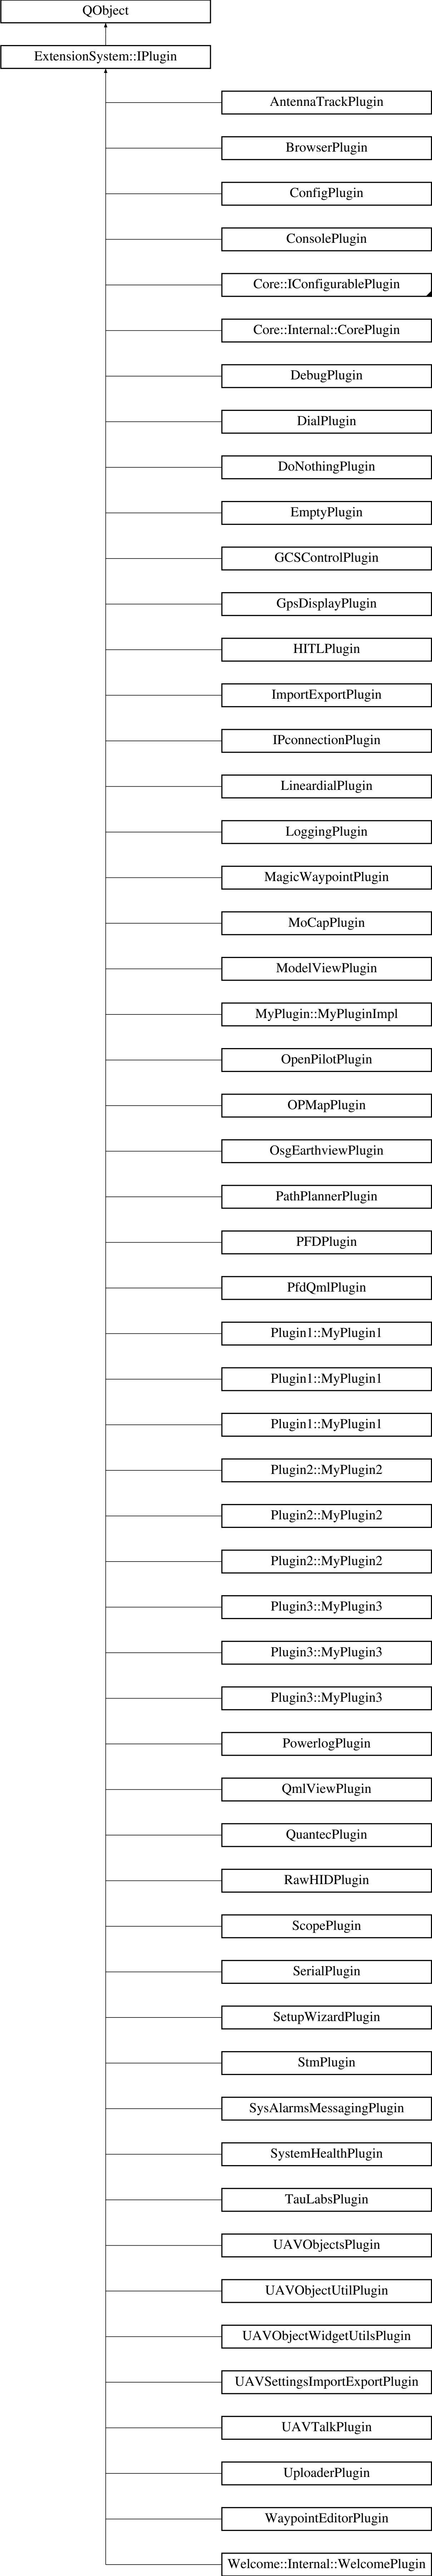 QObject
ExtensionSystem::IPlugin
AntennaTrackPlugin
BrowserPlugin
ConfigPlugin
ConsolePlugin
Core::IConfigurablePlugin
Core::Internal::CorePlugin
DebugPlugin
DialPlugin
DoNothingPlugin
EmptyPlugin
GCSControlPlugin
GpsDisplayPlugin
HITLPlugin
ImportExportPlugin
IPconnectionPlugin
LineardialPlugin
LoggingPlugin
MagicWaypointPlugin
MoCapPlugin
ModelViewPlugin
MyPlugin::MyPluginImpl
OpenPilotPlugin
OPMapPlugin
OsgEarthviewPlugin
PathPlannerPlugin
PFDPlugin
PfdQmlPlugin
Plugin1::MyPlugin1
Plugin1::MyPlugin1
Plugin1::MyPlugin1
Plugin2::MyPlugin2
Plugin2::MyPlugin2
Plugin2::MyPlugin2
Plugin3::MyPlugin3
Plugin3::MyPlugin3
Plugin3::MyPlugin3
PowerlogPlugin
QmlViewPlugin
QuantecPlugin
RawHIDPlugin
ScopePlugin
SerialPlugin
SetupWizardPlugin
StmPlugin
SysAlarmsMessagingPlugin
SystemHealthPlugin
TauLabsPlugin
UAVObjectsPlugin
UAVObjectUtilPlugin
UAVObjectWidgetUtilsPlugin
UAVSettingsImportExportPlugin
UAVTalkPlugin
UploaderPlugin
WaypointEditorPlugin
Welcome::Internal::WelcomePlugin